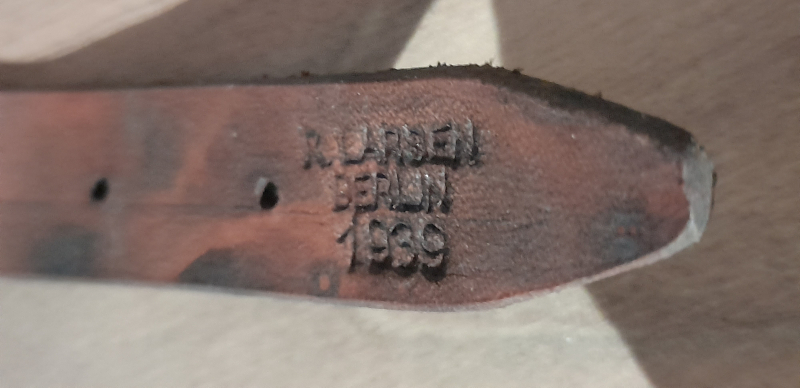 R. LARSEN
BERLIN
1939